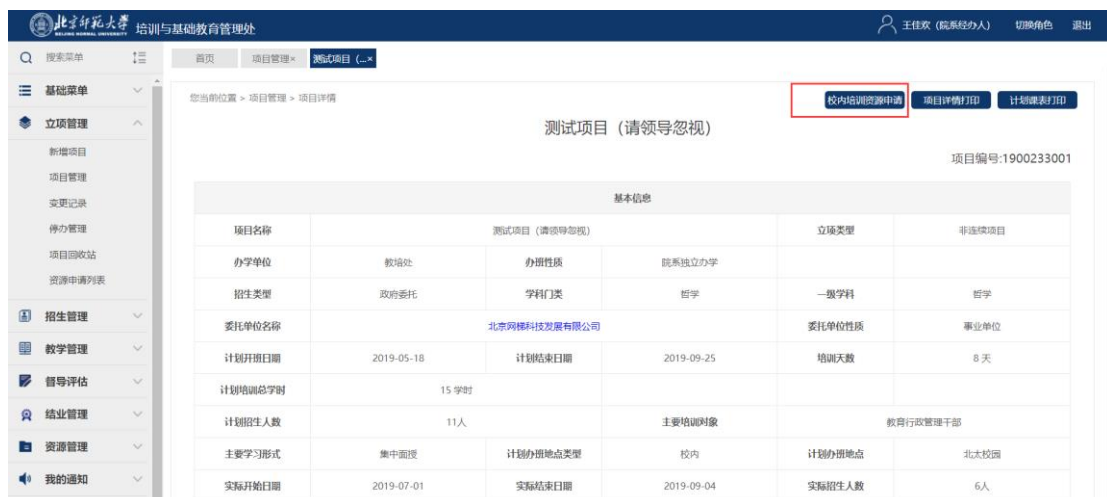 北京师范大学 培训与基础教育管理处 王佳欢（院系经办人） 切换角色 退出
BEIJING NORMAL UNIVERSITY
搜索菜单 首页 项目管理× 测试项目（...×
基础菜单
立项管理
新增项目
项目管理
变更记录
停办管理
项目回收站
资源申请列表
招生管理
教学管理
督导评估
结业管理
资源管理
我的通知
您当前位置 > 项目管理 > 项目详情 校内培训资源申请 项目详情打印 计划课表打印
测试项目（请领导忽视）
项目编号:1900233001
基本信息
项目名称 测试项目（请领导忽视） 立项类型 非连续项目
办学单位 教培处 办班性质 院系独立办学
招生类型 政府委托 学科门类 哲学 一级学科 哲学
委托单位名称 北京网梯科技发展有限公司 委托单位性质 事业单位
计划开班日期 2019-05-18 计划结束日期 2019-09-25 培训天数 8 天
计划培训总学时 15 学时
计划招生人数 11人 主要培训对象 教育行政管理干部
主要学习形式 集中面授 计划办班地点类型 校内 计划办班地点 北太校园
实际开始日期 2019-07-01 实际结束日期 2019-09-04 实际招生人数 6人